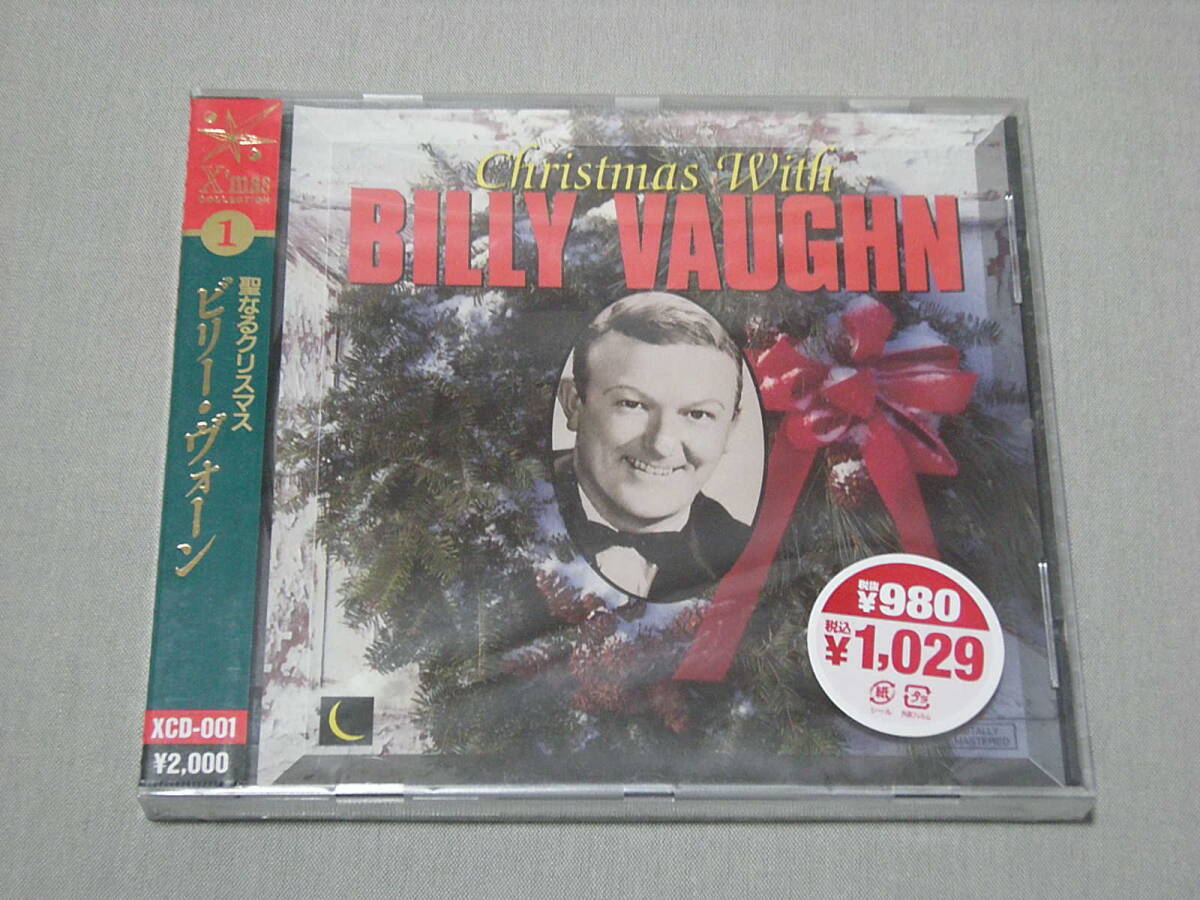 X'mas
COLLECTION
1
聖なるクリスマス
ビリー・ヴォーン
XCD-001
¥2,000
Christmas With
BILLY VAUGHN
税抜
¥980
税込
¥1,029
紙
シール
プラ
外装フィルム